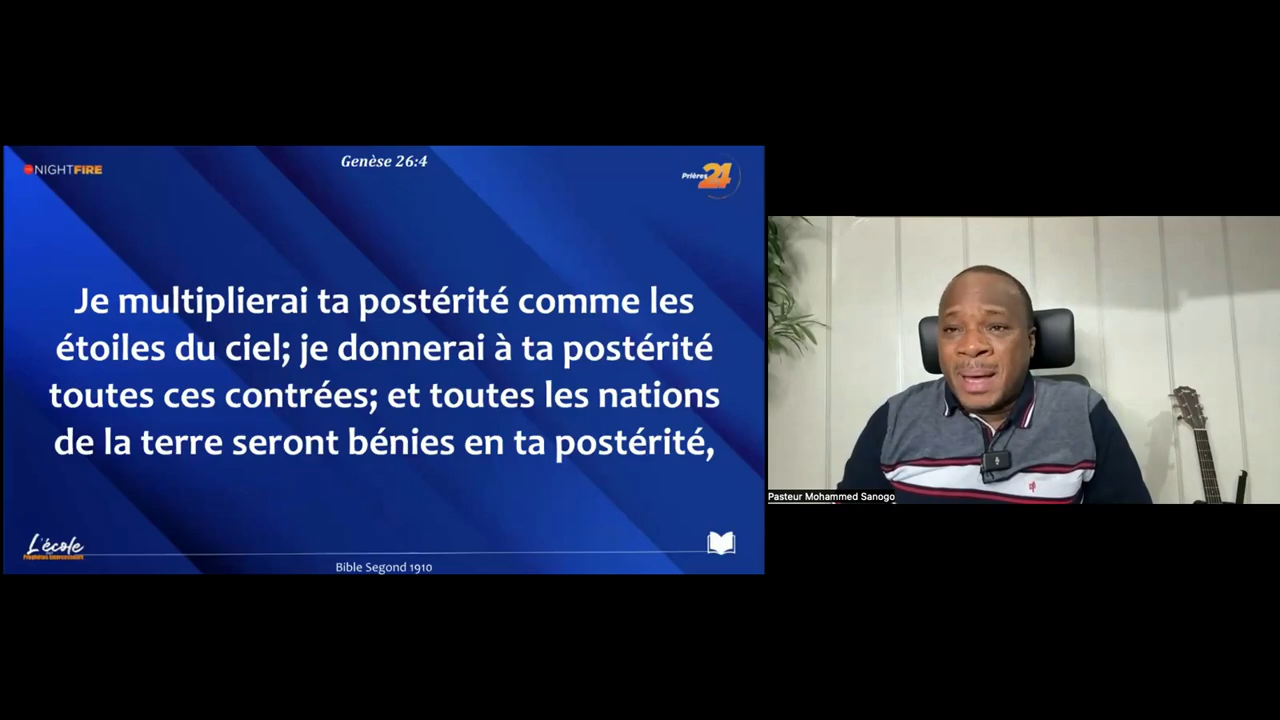 NIGHTFIRE
Genèse 26:4
Prières 24
Je multiplierai ta postérité comme les
étoiles du ciel; je donnerai à ta postérité
toutes ces contrées; et toutes les nations
de la terre seront bénies en ta postérité,
L'école
Bible Segond 1910
Pasteur Mohammed Sanogo